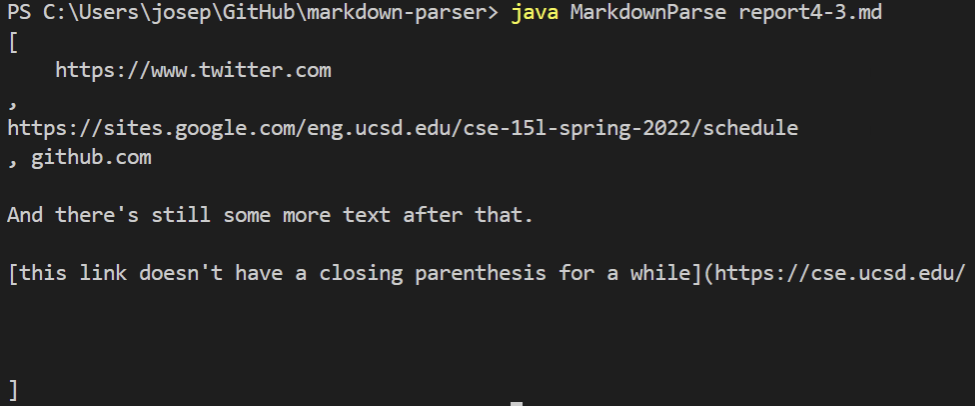 PS C:\Users\josep\GitHub\markdown-parser> java MarkdownParse report4-3.md
[
    https://www.twitter.com
,
https://sites.google.com/eng.ucsd.edu/cse-15l-spring-2022/schedule
, github.com

And there's still some more text after that.

[this link doesn't have a closing parenthesis for a while](https://cse.ucsd.edu/



]